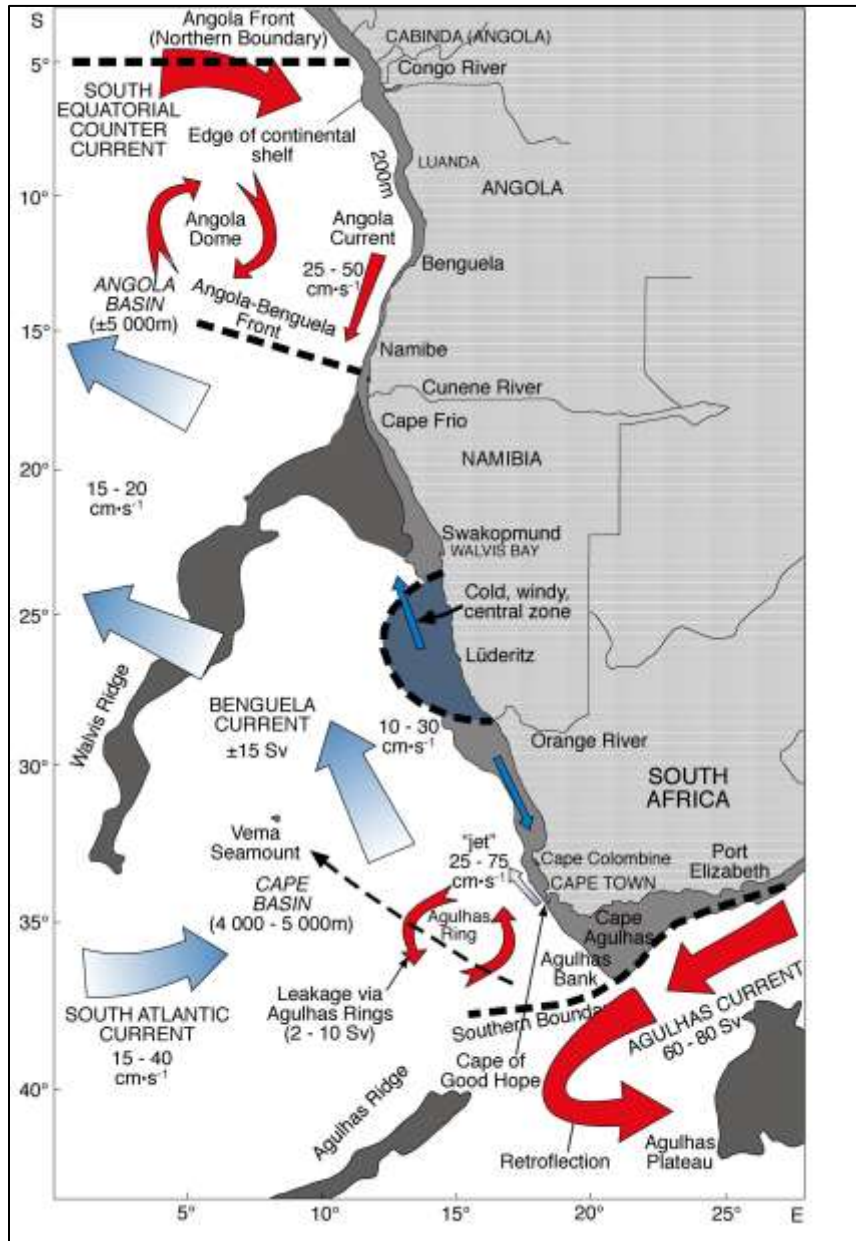 S
Angola Front
(Northern Boundary)
CABINDA (ANGOLA)
5°
Congo River
SOUTH
EQUATORIAL
COUNTER
CURRENT
Edge of continental
shelf
200m
LUANDA
10°
ANGOLA
Angola
Dome
Angola
Current
25 - 50
cm•s⁻¹
Benguela
ANGOLA
BASIN
(±5 000m)
Angola-Benguela
Front
15°
Namibe
Cunene River
Cape Frio
NAMIBIA
20°
15 - 20
cm•s⁻¹
Swakopmund
WALVIS BAY
Cold, windy,
central zone
25°
Lüderitz
Walvis Ridge
BENGUELA
CURRENT
±15 Sv
10 - 30
cm•s⁻¹
Orange River
30°
SOUTH
AFRICA
Vema
Seamount
"jet"
25 - 75
cm•s⁻¹
Cape Colombine
CAPE TOWN
Port
Elizabeth
CAPE
BASIN
(4 000 - 5 000m)
35°
Agulhas
Ring
Cape
Agulhas
Agulhas
Bank
Leakage via
Agulhas Rings
(2 - 10 Sv)
SOUTH ATLANTIC
CURRENT
15 - 40
cm•s⁻¹
Southern Bounda
AGULHAS CURRENT
60 - 80 Sv
Cape of
Good Hope
40°
Agulhas Ridge
Retroflection
Agulhas
Plateau
5°
10°
15°
20°
25°
E